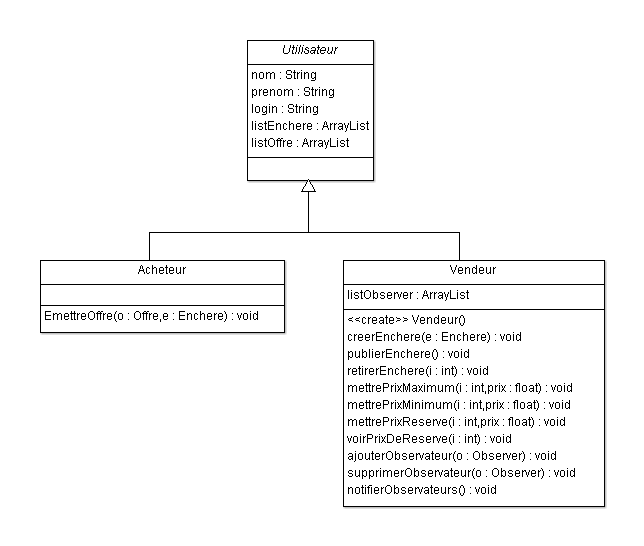 Utilisateur
nom : String
prenom : String
login : String
listEnchere : ArrayList
listOffre : ArrayList
Acheteur
EmettreOffre(o : Offre,e : Enchere) : void
Vendeur
listObserver : ArrayList
<<create>> Vendeur()
creerEnchere(e : Enchere) : void
publierEnchere() : void
retirerEnchere(i : int) : void
mettrePrixMaximum(i : int,prix : float) : void
mettrePrixMinimum(i : int,prix : float) : void
mettrePrixReserve(i : int,prix : float) : void
voirPrixDeReserve(i : int) : void
ajouterObservateur(o : Observer) : void
supprimerObservateur(o : Observer) : void
notifierObservateurs() : void